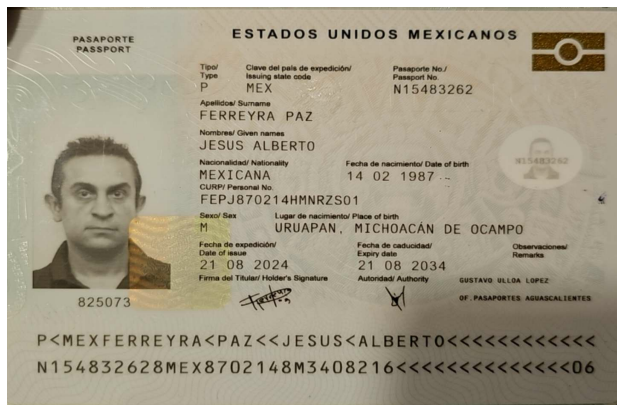 PASAPORTE
PASSPORT
ESTADOS UNIDOS MEXICANOS
Tipo/ Clave del país de expedición/ Pasaporte No./
Type Issuing state code Passport No.
P MEX N15483262
Apellidos/ Surname
FERREYRA PAZ
Nombres/ Given names
JESUS ALBERTO
Nacionalidad/ Nationality Fecha de nacimiento/ Date of birth
MEXICANA 14 02 1987
CURP/ Personal No.
FEPJ870214HMNRZS01
Sexo/ Sex Lugar de nacimiento/ Place of birth
M URUAPAN, MICHOACÁN DE OCAMPO
Fecha de expedición/ Fecha de caducidad/ Observaciones/
Date of issue Expiry date Remarks
21 08 2024 21 08 2034
Firma del Titular/ Holder's Signature Autoridad/ Authority GUSTAVO ULLOA LOPEZ
OF.PASAPORTES AGUASCALIENTES
825073
N15483262
P<MEXFERREYRA<PAZ<<JESUS<ALBERTO<<<<<<<<<<<<
N154832628MEX8702148M3408216<<<<<<<<<<<<<<06